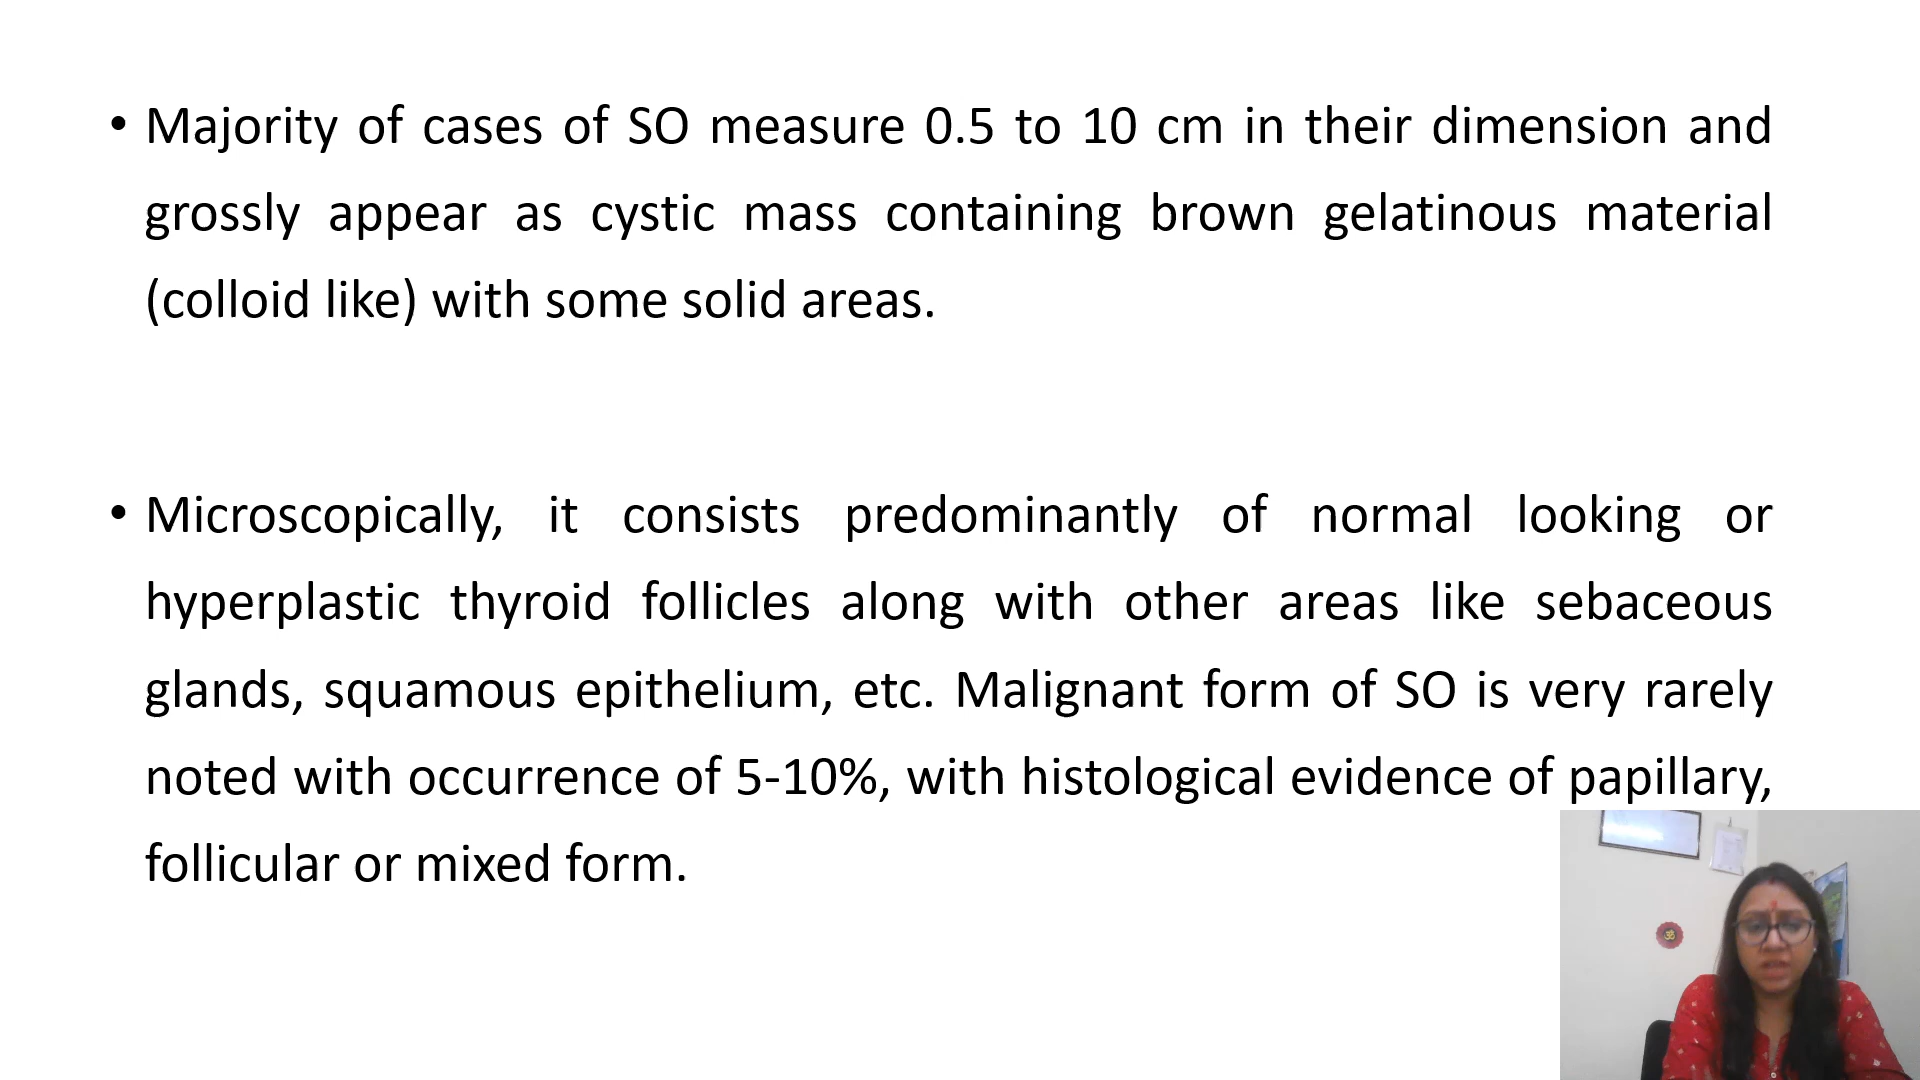 • Majority of cases of SO measure 0.5 to 10 cm in their dimension and
grossly appear as cystic mass containing brown gelatinous material
(colloid like) with some solid areas.
• Microscopically, it consists predominantly of normal looking or
hyperplastic thyroid follicles along with other areas like sebaceous
glands, squamous epithelium, etc. Malignant form of SO is very rarely
noted with occurrence of 5-10%, with histological evidence of papillary,
follicular or mixed form.
ॐ